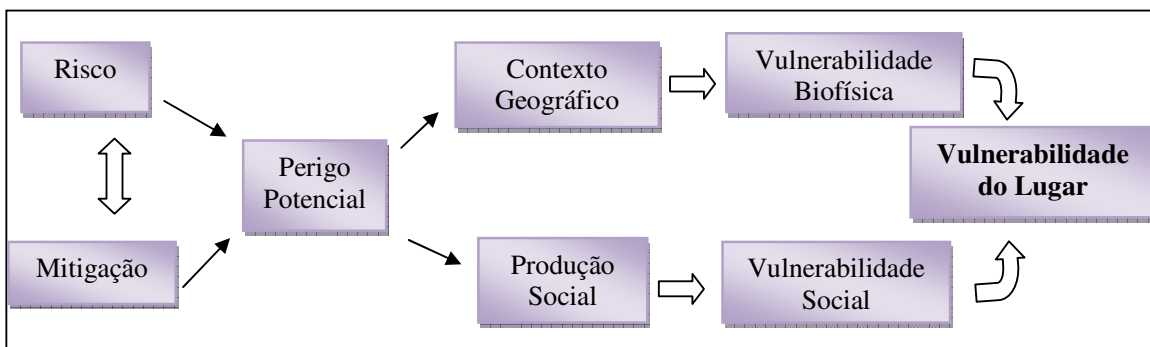 Risco
Mitigação
Perigo
Potencial
Contexto
Geográfico
Produção
Social
Vulnerabilidade
Biofísica
Vulnerabilidade
Social
Vulnerabilidade
do Lugar